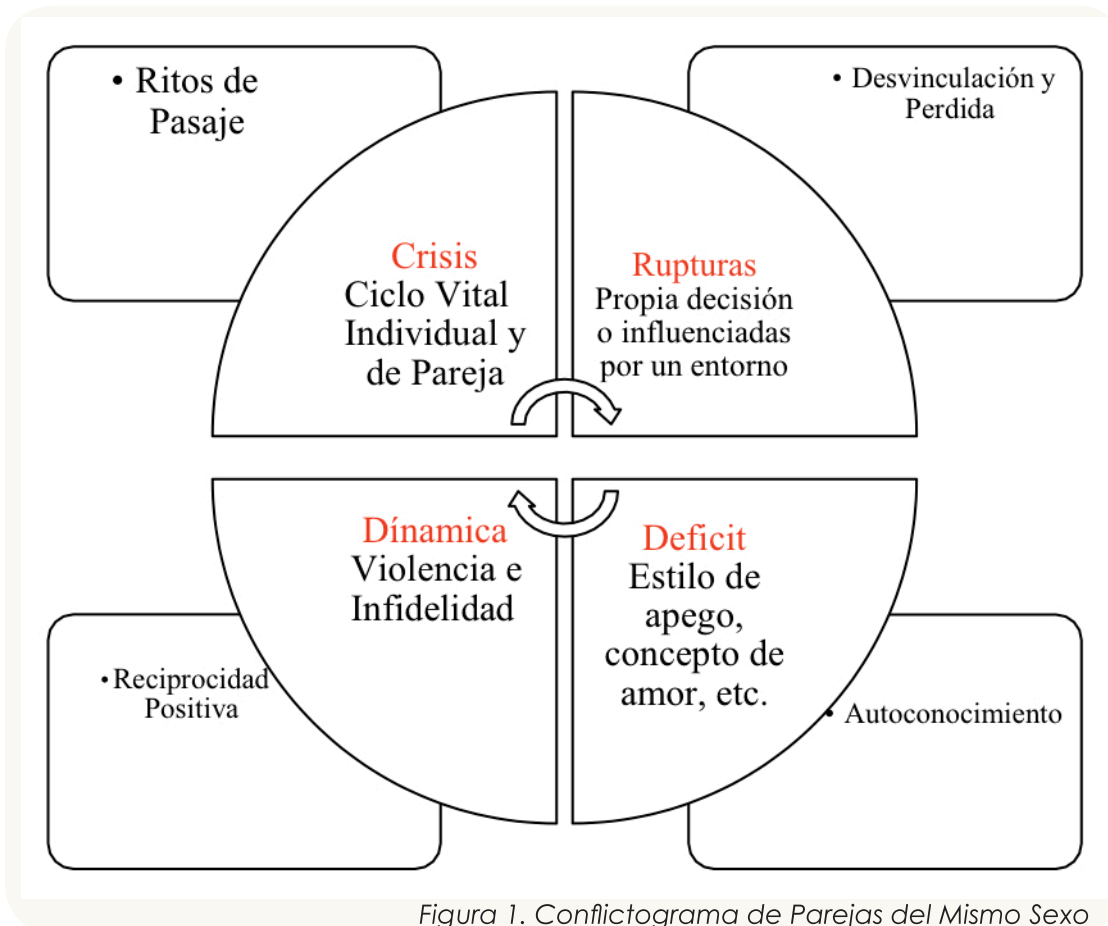 • Ritos de
Pasaje
• Desvinculación y
Perdida
Crisis
Ciclo Vital
Individual y
de Pareja
Rupturas
Propia decisión
o influenciadas
por un entorno
Dínamica
Violencia e
Infidelidad
Deficit
Estilo de
apego,
concepto de
amor, etc.
• Reciprocidad
Positiva
• Autoconocimiento
Figura 1. Conflictograma de Parejas del Mismo Sexo